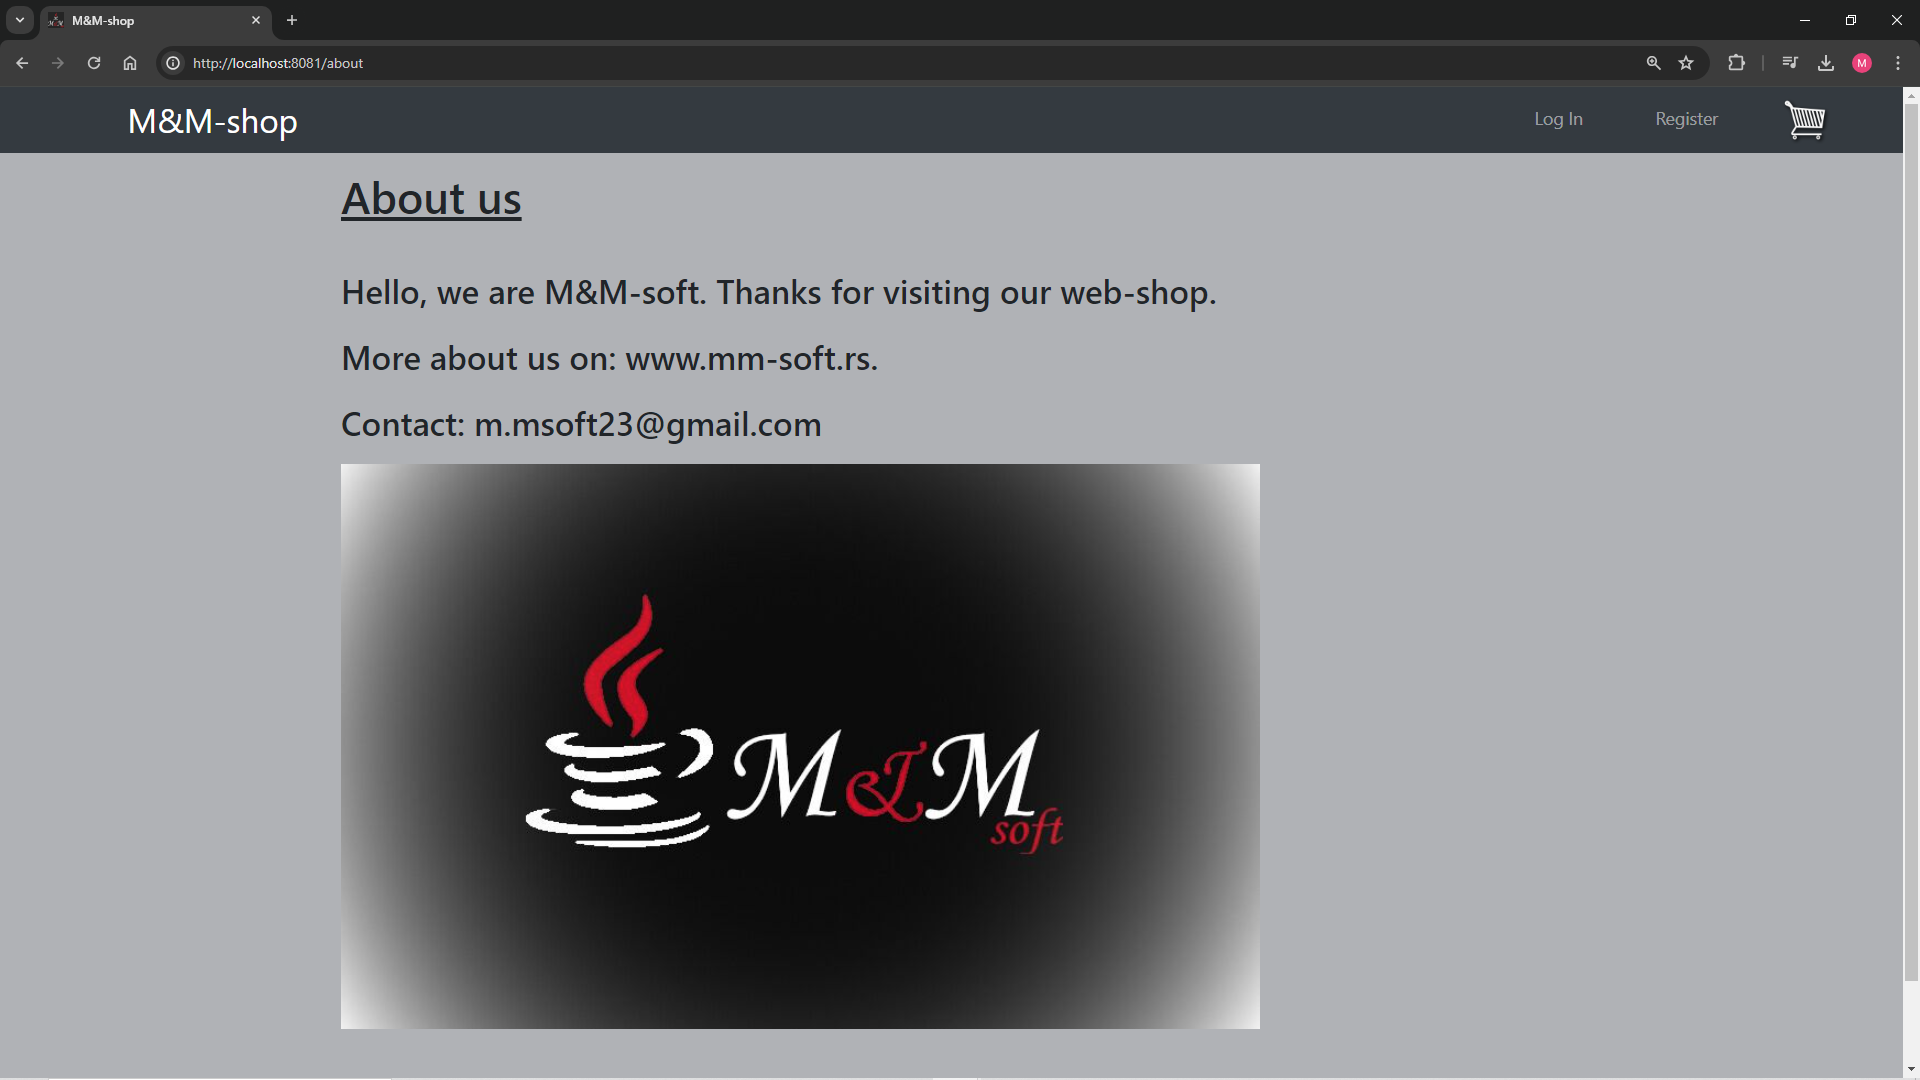 M&M-shop
http://localhost:8081/about
M
M&M-shop
Log In
Register
About us
Hello, we are M&M-soft. Thanks for visiting our web-shop.
More about us on: www.mm-soft.rs.
Contact: m.msoft23@gmail.com
M&M
soft